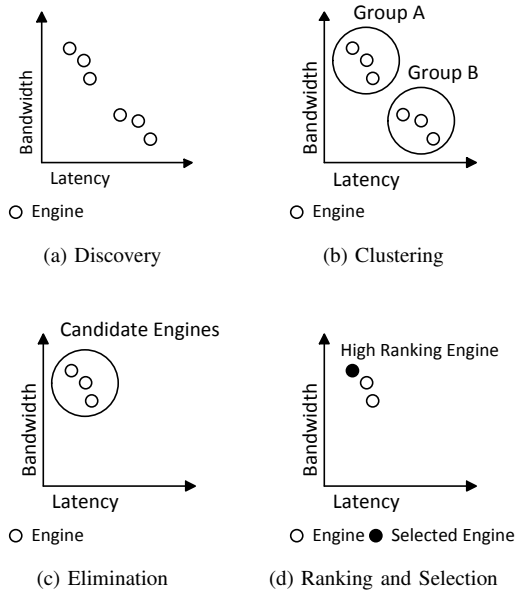 Bandwidth
Latency
Engine
(a) Discovery
Group A
Group B
Bandwidth
Latency
Engine
(b) Clustering
Candidate Engines
Bandwidth
Latency
Engine
(c) Elimination
High Ranking Engine
Bandwidth
Latency
Engine Selected Engine
(d) Ranking and Selection